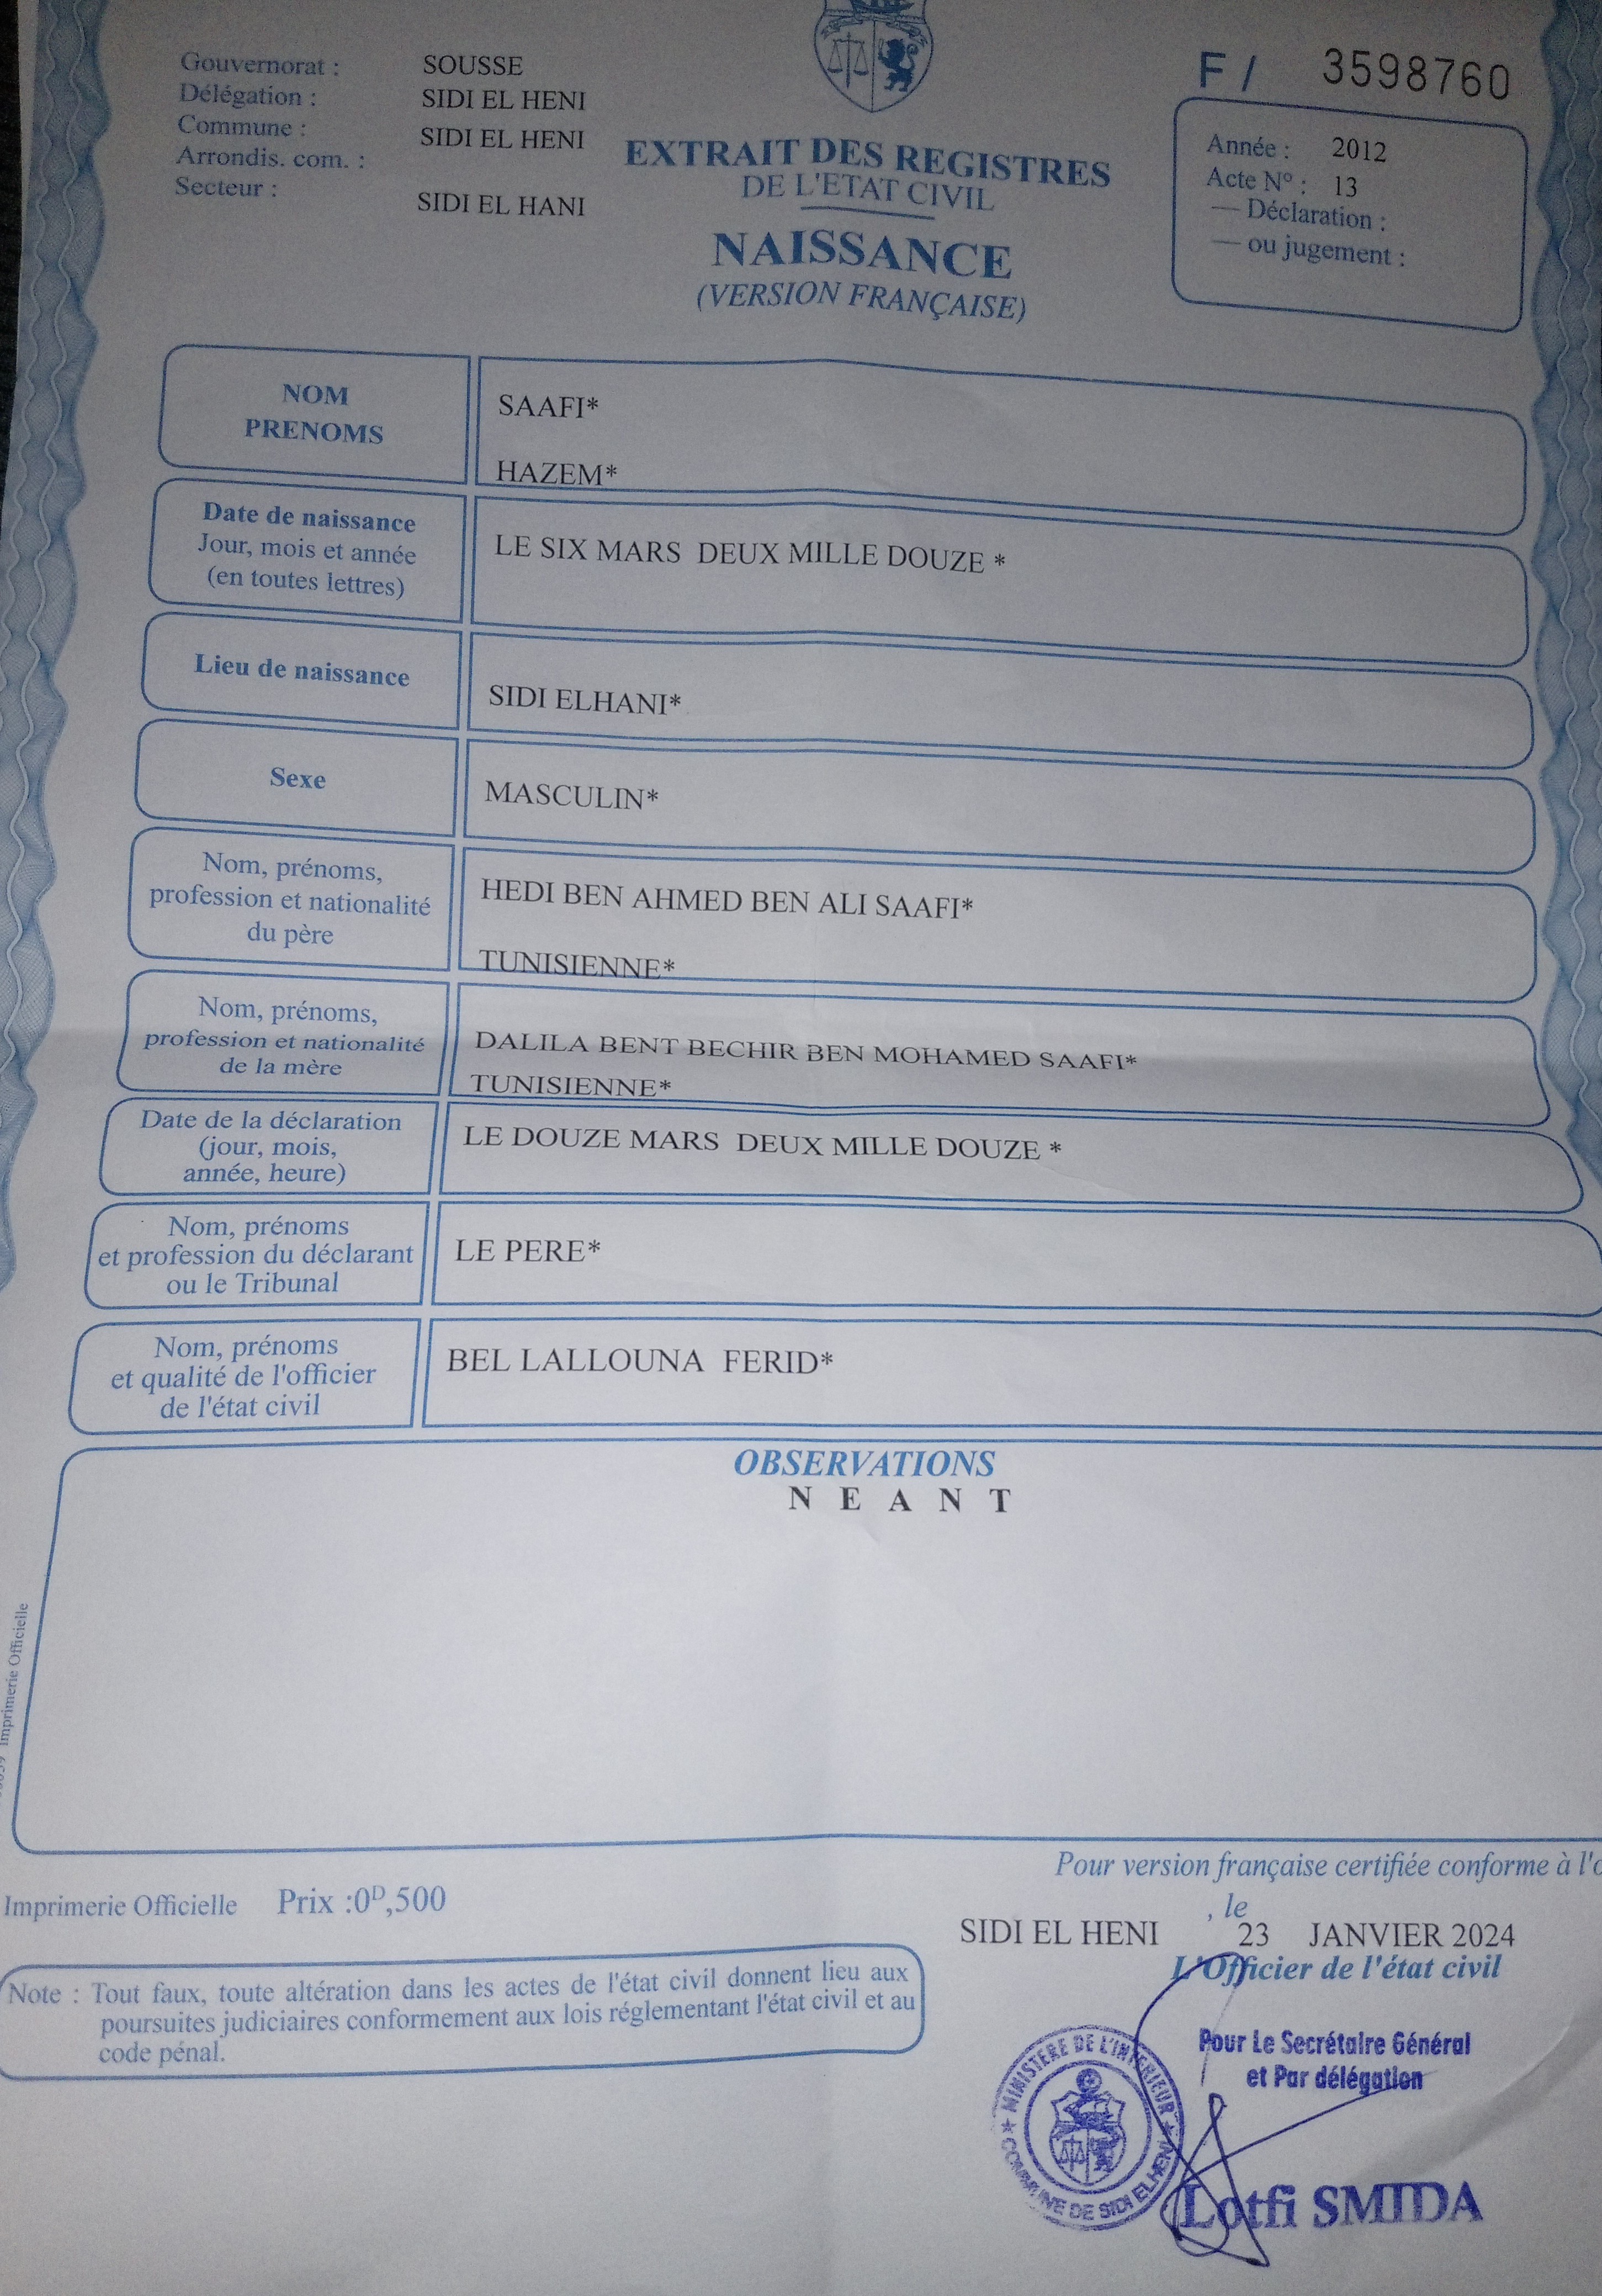 Gouvernorat : SOUSSE
Délégation : SIDI EL HENI
Commune : SIDI EL HENI
Arrondis. com. :
Secteur : SIDI EL HANI
EXTRAIT DES REGISTRES
DE L'ETAT CIVIL
NAISSANCE
(VERSION FRANÇAISE)
F / 3598760
Année : 2012
Acte N° : 13
— Déclaration :
— ou jugement :
NOM
PRENOMS
SAAFI*
HAZEM*
Date de naissance
Jour, mois et année
(en toutes lettres)
LE SIX MARS DEUX MILLE DOUZE *
Lieu de naissance
SIDI ELHANI*
Sexe
MASCULIN*
Nom, prénoms,
profession et nationalité
du père
HEDI BEN AHMED BEN ALI SAAFI*
TUNISIENNE*
Nom, prénoms,
profession et nationalité
de la mère
DALILA BENT BECHIR BEN MOHAMED SAAFI*
TUNISIENNE*
Date de la déclaration
(jour, mois,
année, heure)
LE DOUZE MARS DEUX MILLE DOUZE *
Nom, prénoms
et profession du déclarant
ou le Tribunal
LE PERE*
Nom, prénoms
et qualité de l'officier
de l'état civil
BEL LALLOUNA FERID*
OBSERVATIONS
N E A N T
Imprimerie Officielle
Pour version française certifiée conforme à
Imprimerie Officielle Prix :0D,500
, le
SIDI EL HENI 23 JANVIER 2024
L'Officier de l'état civil
Note : Tout faux, toute altération dans les actes de l'état civil donnent lieu aux
poursuites judiciaires conformement aux lois réglementant l'état civil et au
code pénal.
Pour Le Secrétaire Général
et Par délégation
MINISTERE DE L'INTERIEUR
COMMUNE DE SIDI ELHENI
Lotfi SMIDA